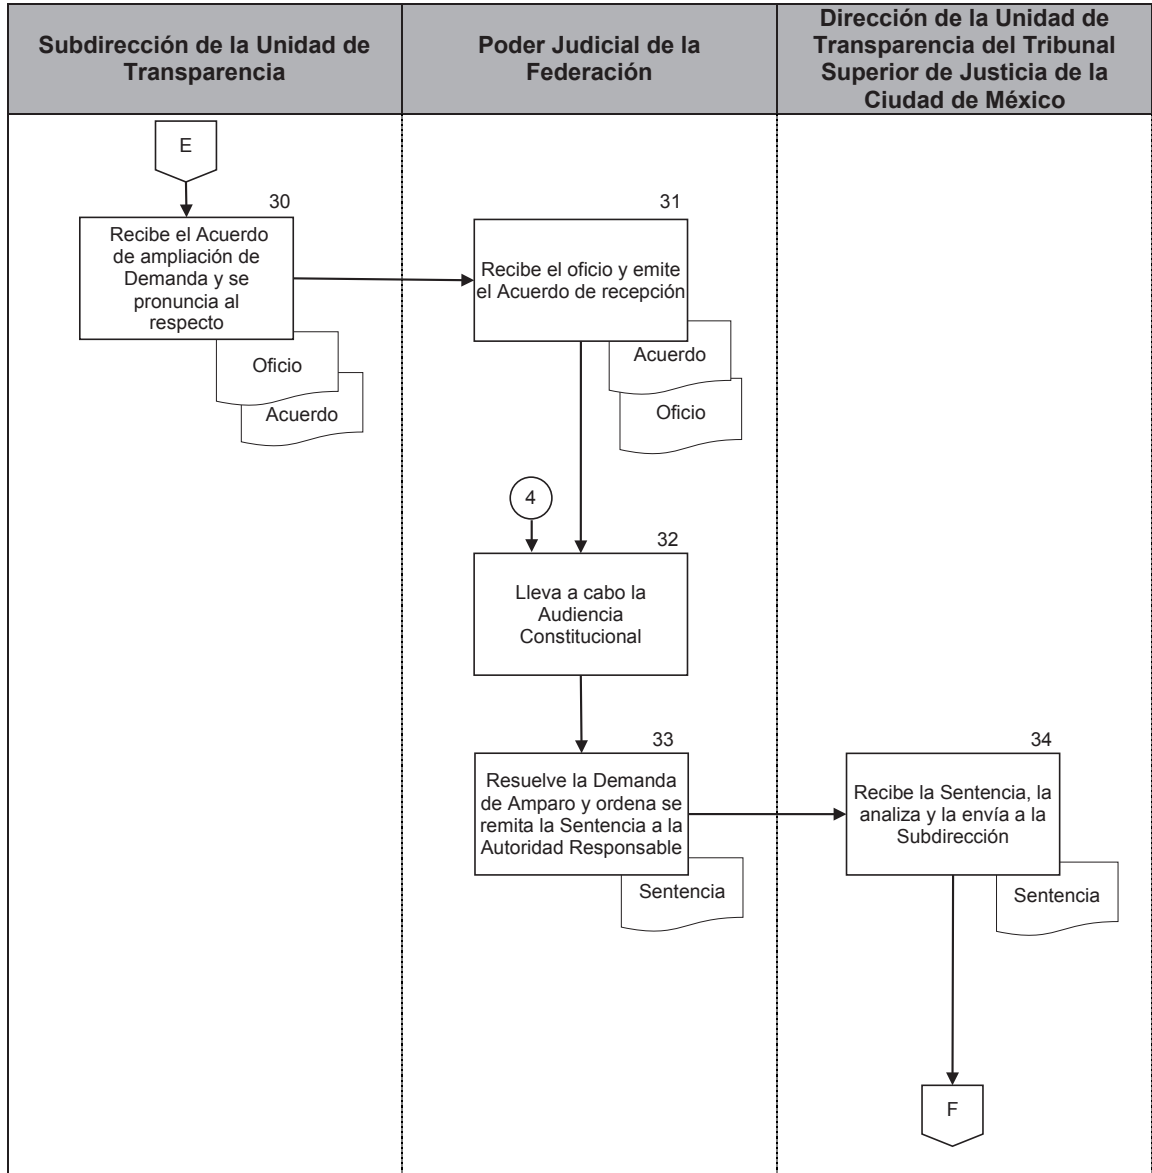 Subdirección de la Unidad de
Transparencia
Poder Judicial de la
Federación
Dirección de la Unidad de
Transparencia del Tribunal
Superior de Justicia de la
Ciudad de México
E
30
Recibe el Acuerdo
de ampliación de
Demanda y se
pronuncia al
respecto
Oficio
Acuerdo
31
Recibe el oficio y emite
el Acuerdo de recepción
Acuerdo
Oficio
4
32
Lleva a cabo la
Audiencia
Constitucional
33
Resuelve la Demanda
de Amparo y ordena se
remita la Sentencia a la
Autoridad Responsable
Sentencia
34
Recibe la Sentencia, la
analiza y la envía a la
Subdirección
Sentencia
F